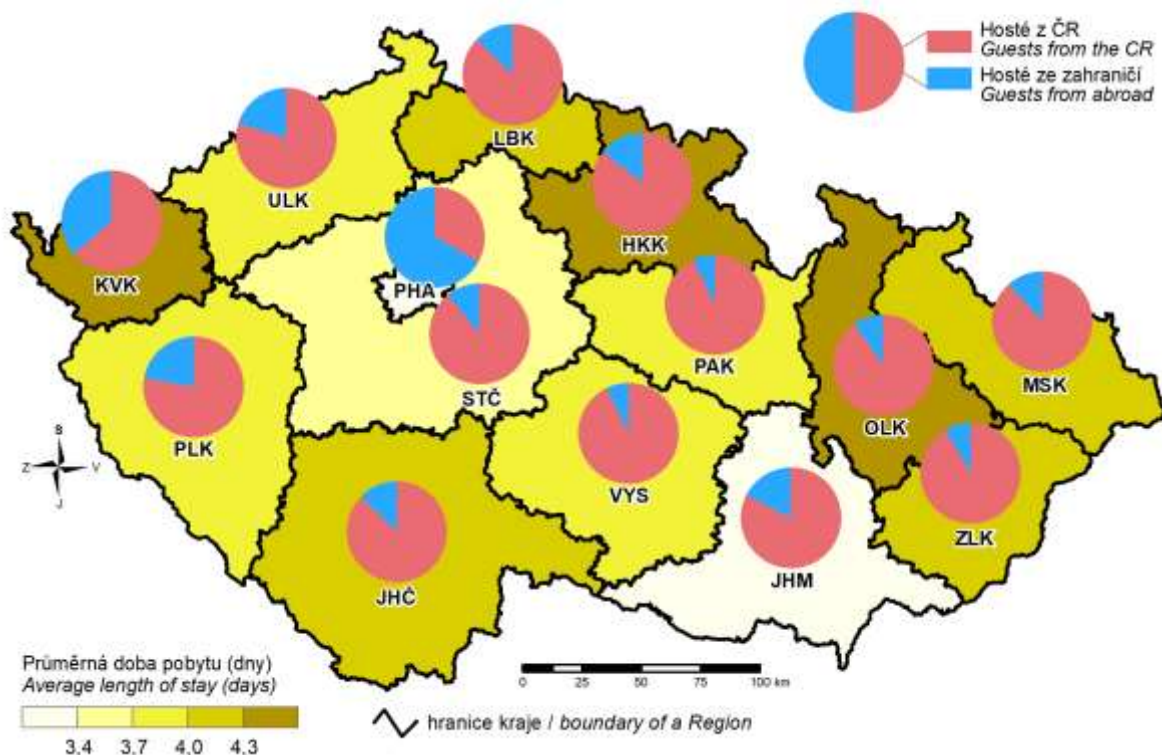 Hosté z ČR
Guests from the CR
Hosté ze zahraničí
Guests from abroad
LBK
ULK
HKK
KVK
PHA
PAK
MSK
STČ
OLK
PLK
VYS
ZLK
JHM
JHČ
S
Z V
J
Průměrná doba pobytu (dny)
Average length of stay (days)
3.4 3.7 4.0 4.3
0 25 50 75 100 km
hranice kraje / boundary of a Region